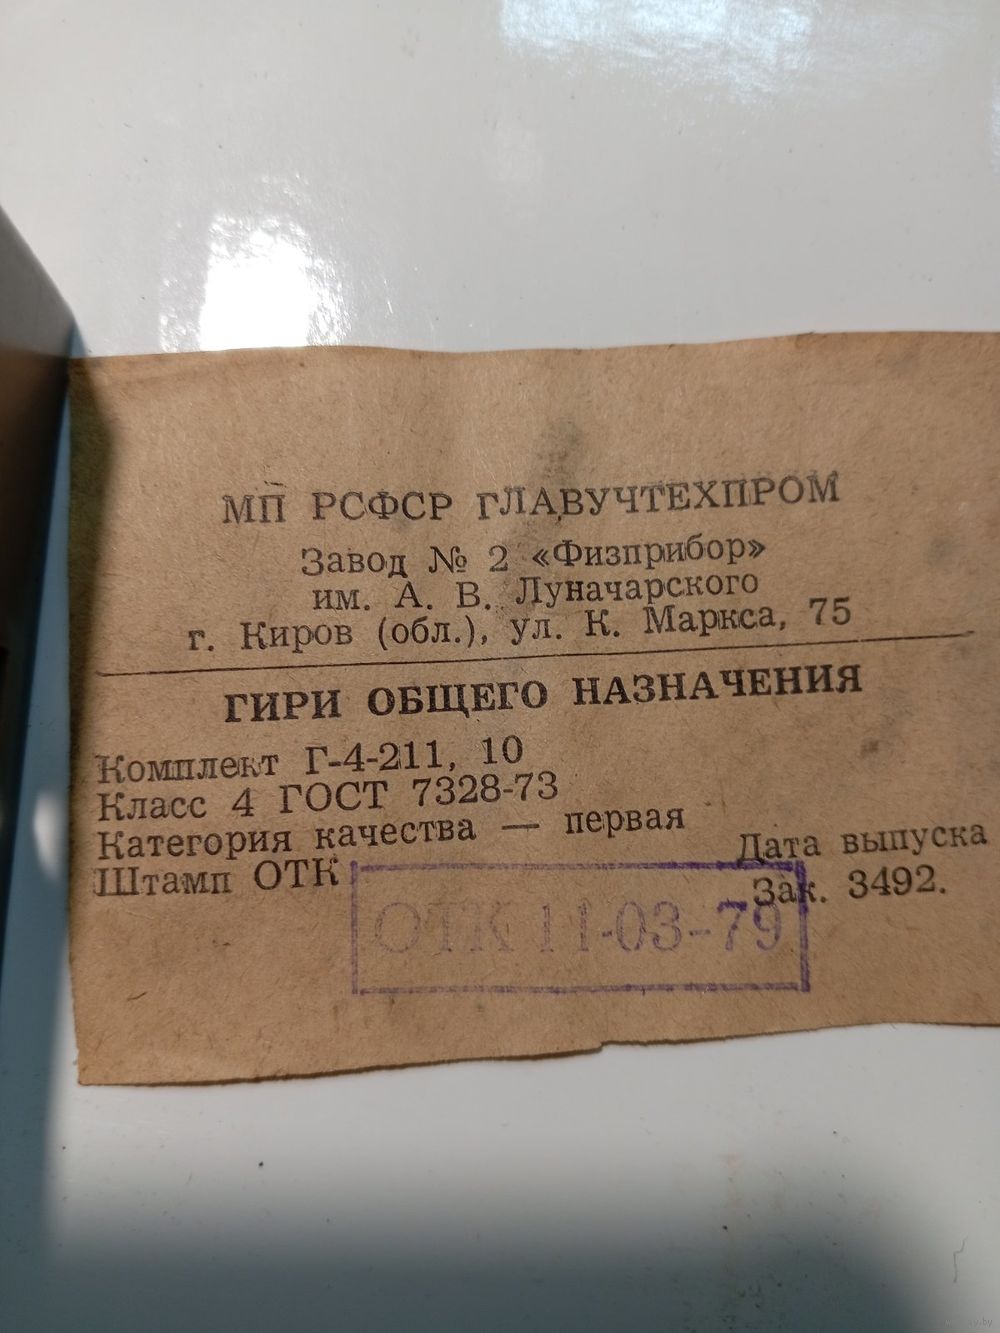 МП РСФСР ГЛАВУЧТЕХПРОМ
Завод № 2 «Физприбор»
им. А. В. Луначарского
г. Киров (обл.), ул. К. Маркса, 75
ГИРИ ОБЩЕГО НАЗНАЧЕНИЯ
Комплект Г-4-211, 10
Класс 4 ГОСТ 7328-73
Категория качества — первая
Дата выпуска
Штамп ОТК
Зак. 3492.
ОТК 11-03-79